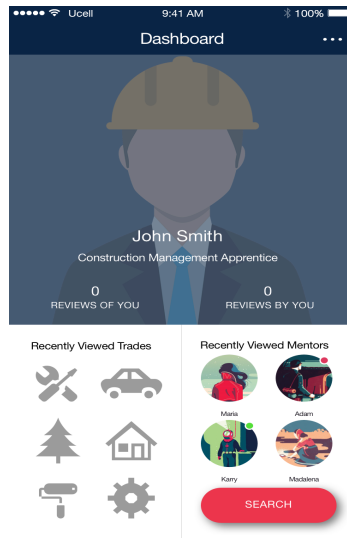 Ucell 9:41 AM 100%
Dashboard
John Smith
Construction Management Apprentice
0 0
REVIEWS OF YOU REVIEWS BY YOU
Recently Viewed Trades Recently Viewed Mentors
Maria Adam
Karry Madalena
SEARCH